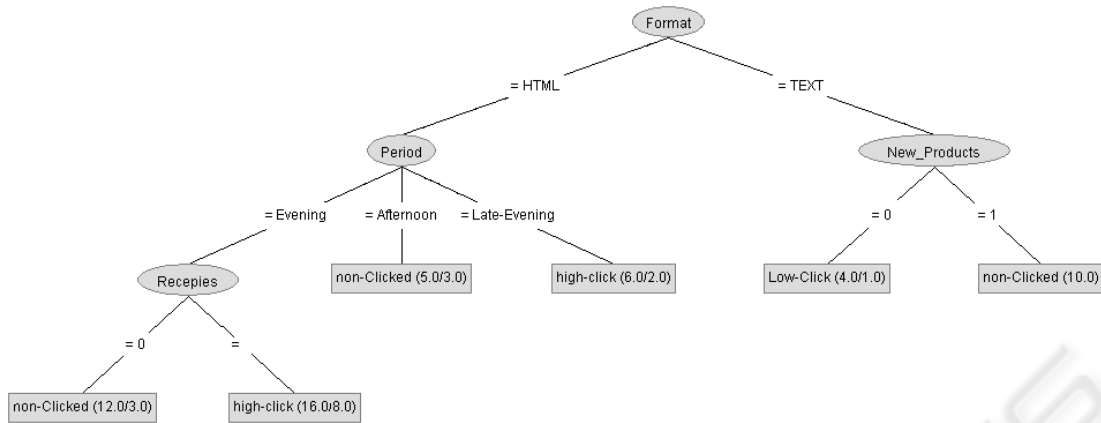 Format
= HTML
= TEXT
Period
New_Products
= Evening
= Afternoon
= Late-Evening
= 0
= 1
Recepies
non-Clicked (5.0/3.0)
high-click (6.0/2.0)
Low-Click (4.0/1.0)
non-Clicked (10.0)
= 0
=
non-Clicked (12.0/3.0)
high-click (16.0/8.0)